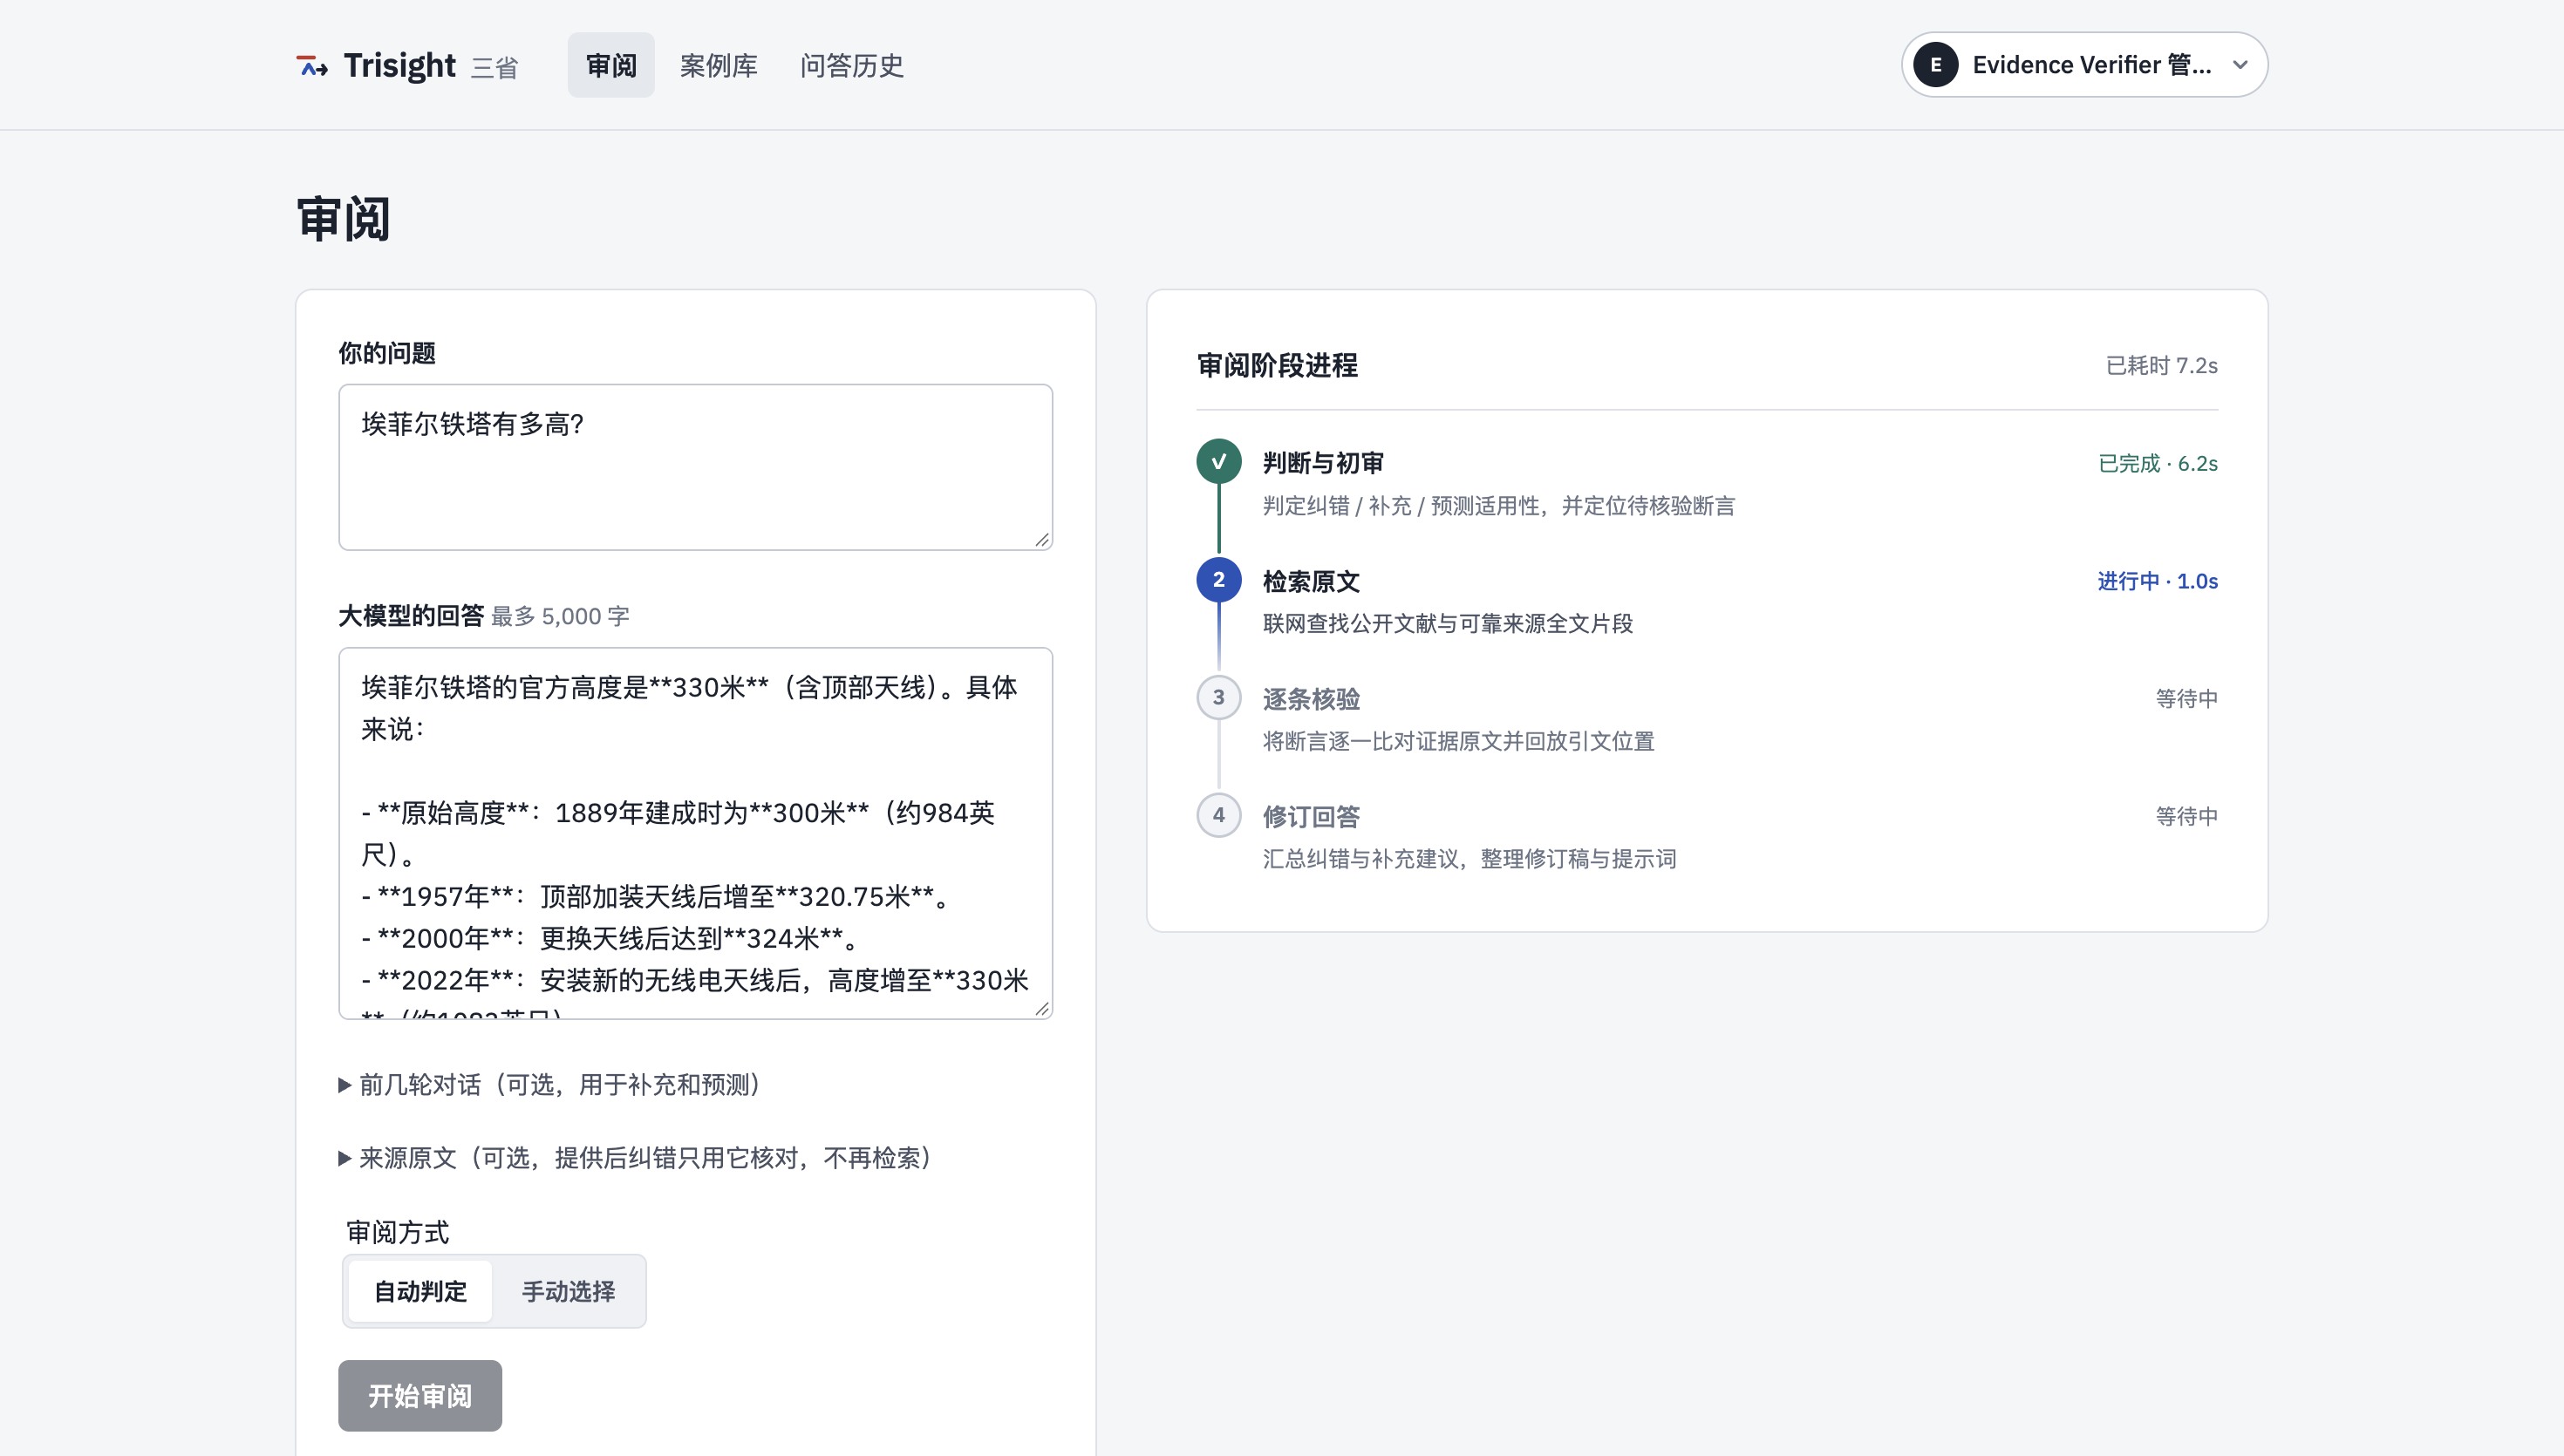 Trisight 三省
审阅
案例库
问答历史
E
Evidence Verifier 管...
审阅
你的问题
埃菲尔铁塔有多高?
大模型的回答 最多 5,000 字
埃菲尔铁塔的官方高度是**330米**（含顶部天线）。具体
来说：
- **原始高度**：1889年建成时为**300米**（约984英
尺）。
- **1957年**：顶部加装天线后增至**320.75米**。
- **2000年**：更换天线后达到**324米**。
- **2022年**：安装新的无线电天线后，高度增至**330米
**（约1083英尺）
▶ 前几轮对话（可选，用于补充和预测）
▶ 来源原文（可选，提供后纠错只用它核对，不再检索）
审阅方式
自动判定
手动选择
开始审阅
审阅阶段进程
已耗时 7.2s
判断与初审
已完成 · 6.2s
判定纠错 / 补充 / 预测适用性，并定位待核验断言
2
检索原文
进行中 · 1.0s
联网查找公开文献与可靠来源全文片段
3
逐条核验
等待中
将断言逐一比对证据原文并回放引文位置
4
修订回答
等待中
汇总纠错与补充建议，整理修订稿与提示词